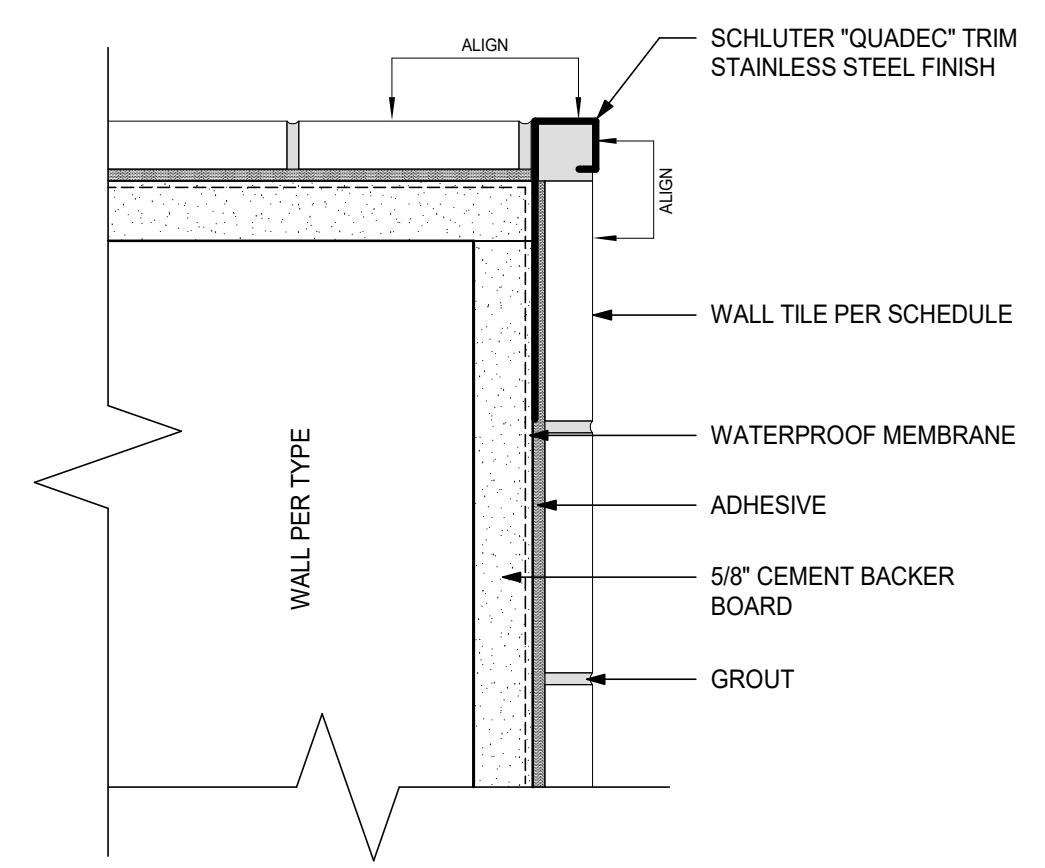 ALIGN
SCHLUTER "QUADEC" TRIM
STAINLESS STEEL FINISH
ALIGN
WALL TILE PER SCHEDULE
WATERPROOF MEMBRANE
ADHESIVE
WALL PER TYPE
5/8" CEMENT BACKER
BOARD
GROUT